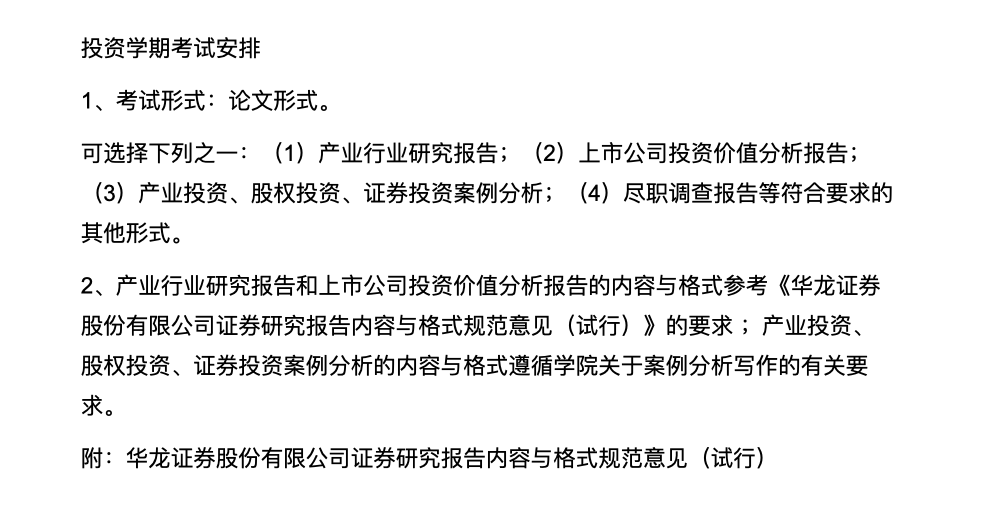 投资学期考试安排
1、考试形式：论文形式。
可选择下列之一：（1）产业行业研究报告；（2）上市公司投资价值分析报告；
（3）产业投资、股权投资、证券投资案例分析；（4）尽职调查报告等符合要求的
其他形式。
2、产业行业研究报告和上市公司投资价值分析报告的内容与格式参考《华龙证券
股份有限公司证券研究报告内容与格式规范意见（试行）》的要求 ；产业投资、
股权投资、证券投资案例分析的内容与格式遵循学院关于案例分析写作的有关要
求。
附：华龙证券股份有限公司证券研究报告内容与格式规范意见（试行）